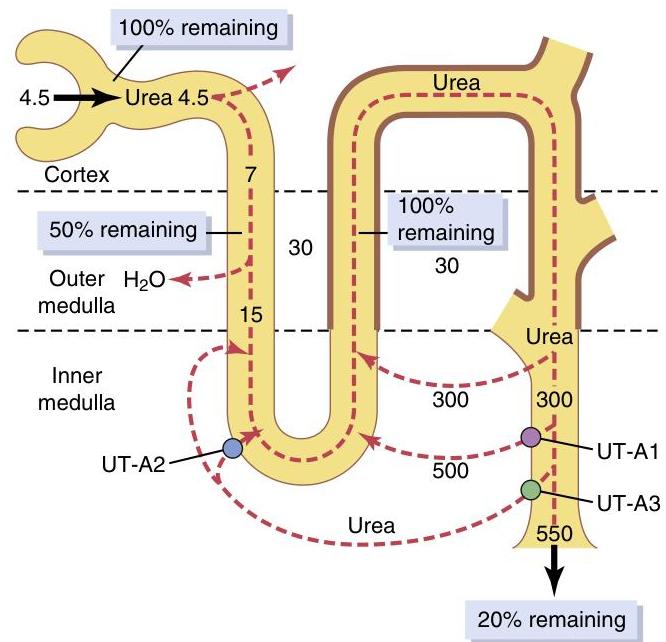 100% remaining
4.5
Urea 4.5
Urea
Cortex
7
50% remaining
30
100%
remaining
30
Outer
medulla
H₂O
15
Urea
Inner
medulla
300
300
UT-A2
500
UT-A1
UT-A3
Urea
550
20% remaining